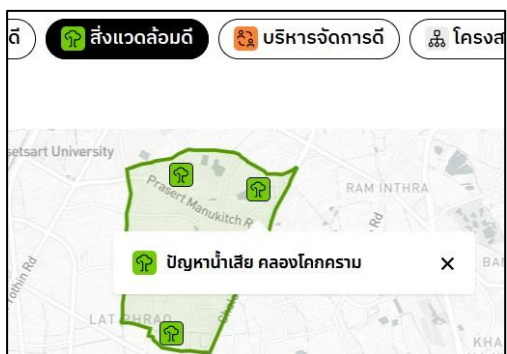 ดี
สิ่งแวดล้อมดี
บริหารจัดการดี
โครงส
setsart University
Prasert Manukitch R
RAM INTHRA
Rd
ปัญหาน้ำเสีย คลองโคกคราม
×
BA
othin Rd
LAT PHRAO
Chal
KHA